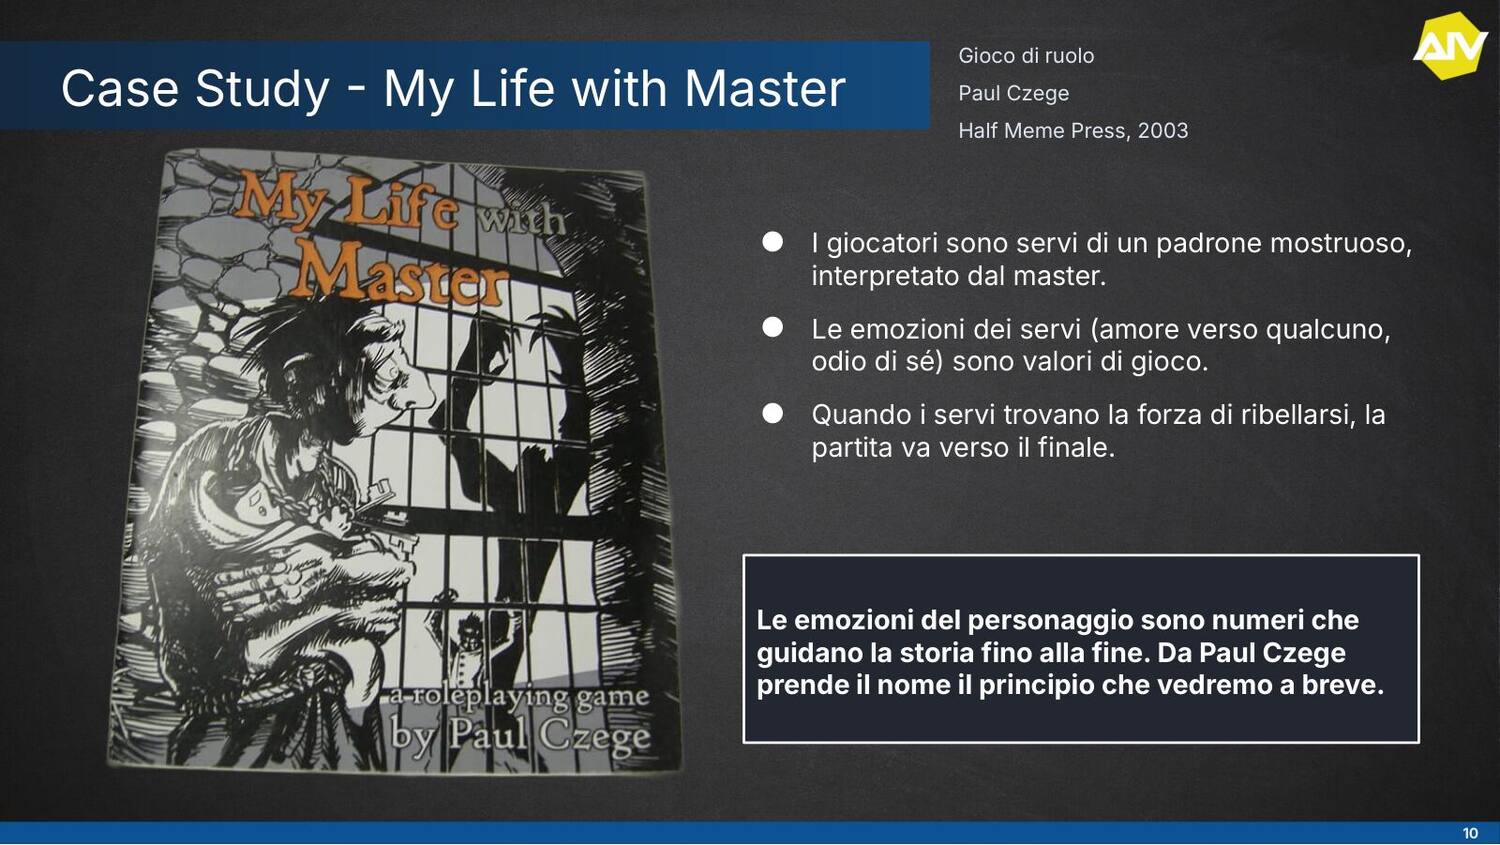 Case Study - My Life with Master
Gioco di ruolo
Paul Czege
Half Meme Press, 2003
AIV
My Life with
Master
a roleplaying game
by Paul Czege
● I giocatori sono servi di un padrone mostruoso,
interpretato dal master.
● Le emozioni dei servi (amore verso qualcuno,
odio di sé) sono valori di gioco.
● Quando i servi trovano la forza di ribellarsi, la
partita va verso il finale.
Le emozioni del personaggio sono numeri che
guidano la storia fino alla fine. Da Paul Czege
prende il nome il principio che vedremo a breve.
10